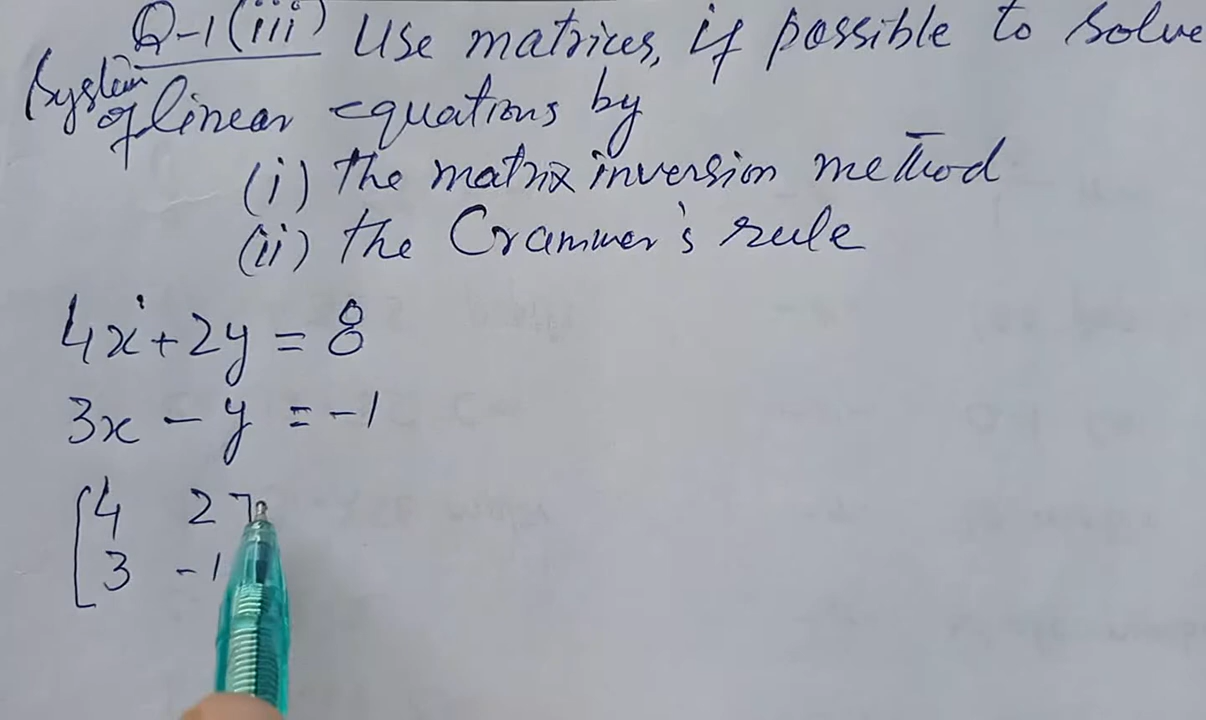 Q-1(iii) Use matrices, if possible to solve
System of linear equations by
(i) the matrix inversion method
(ii) the Crammer's rule
4x + 2y = 8
3x - y = -1
[4 2]
3 -1